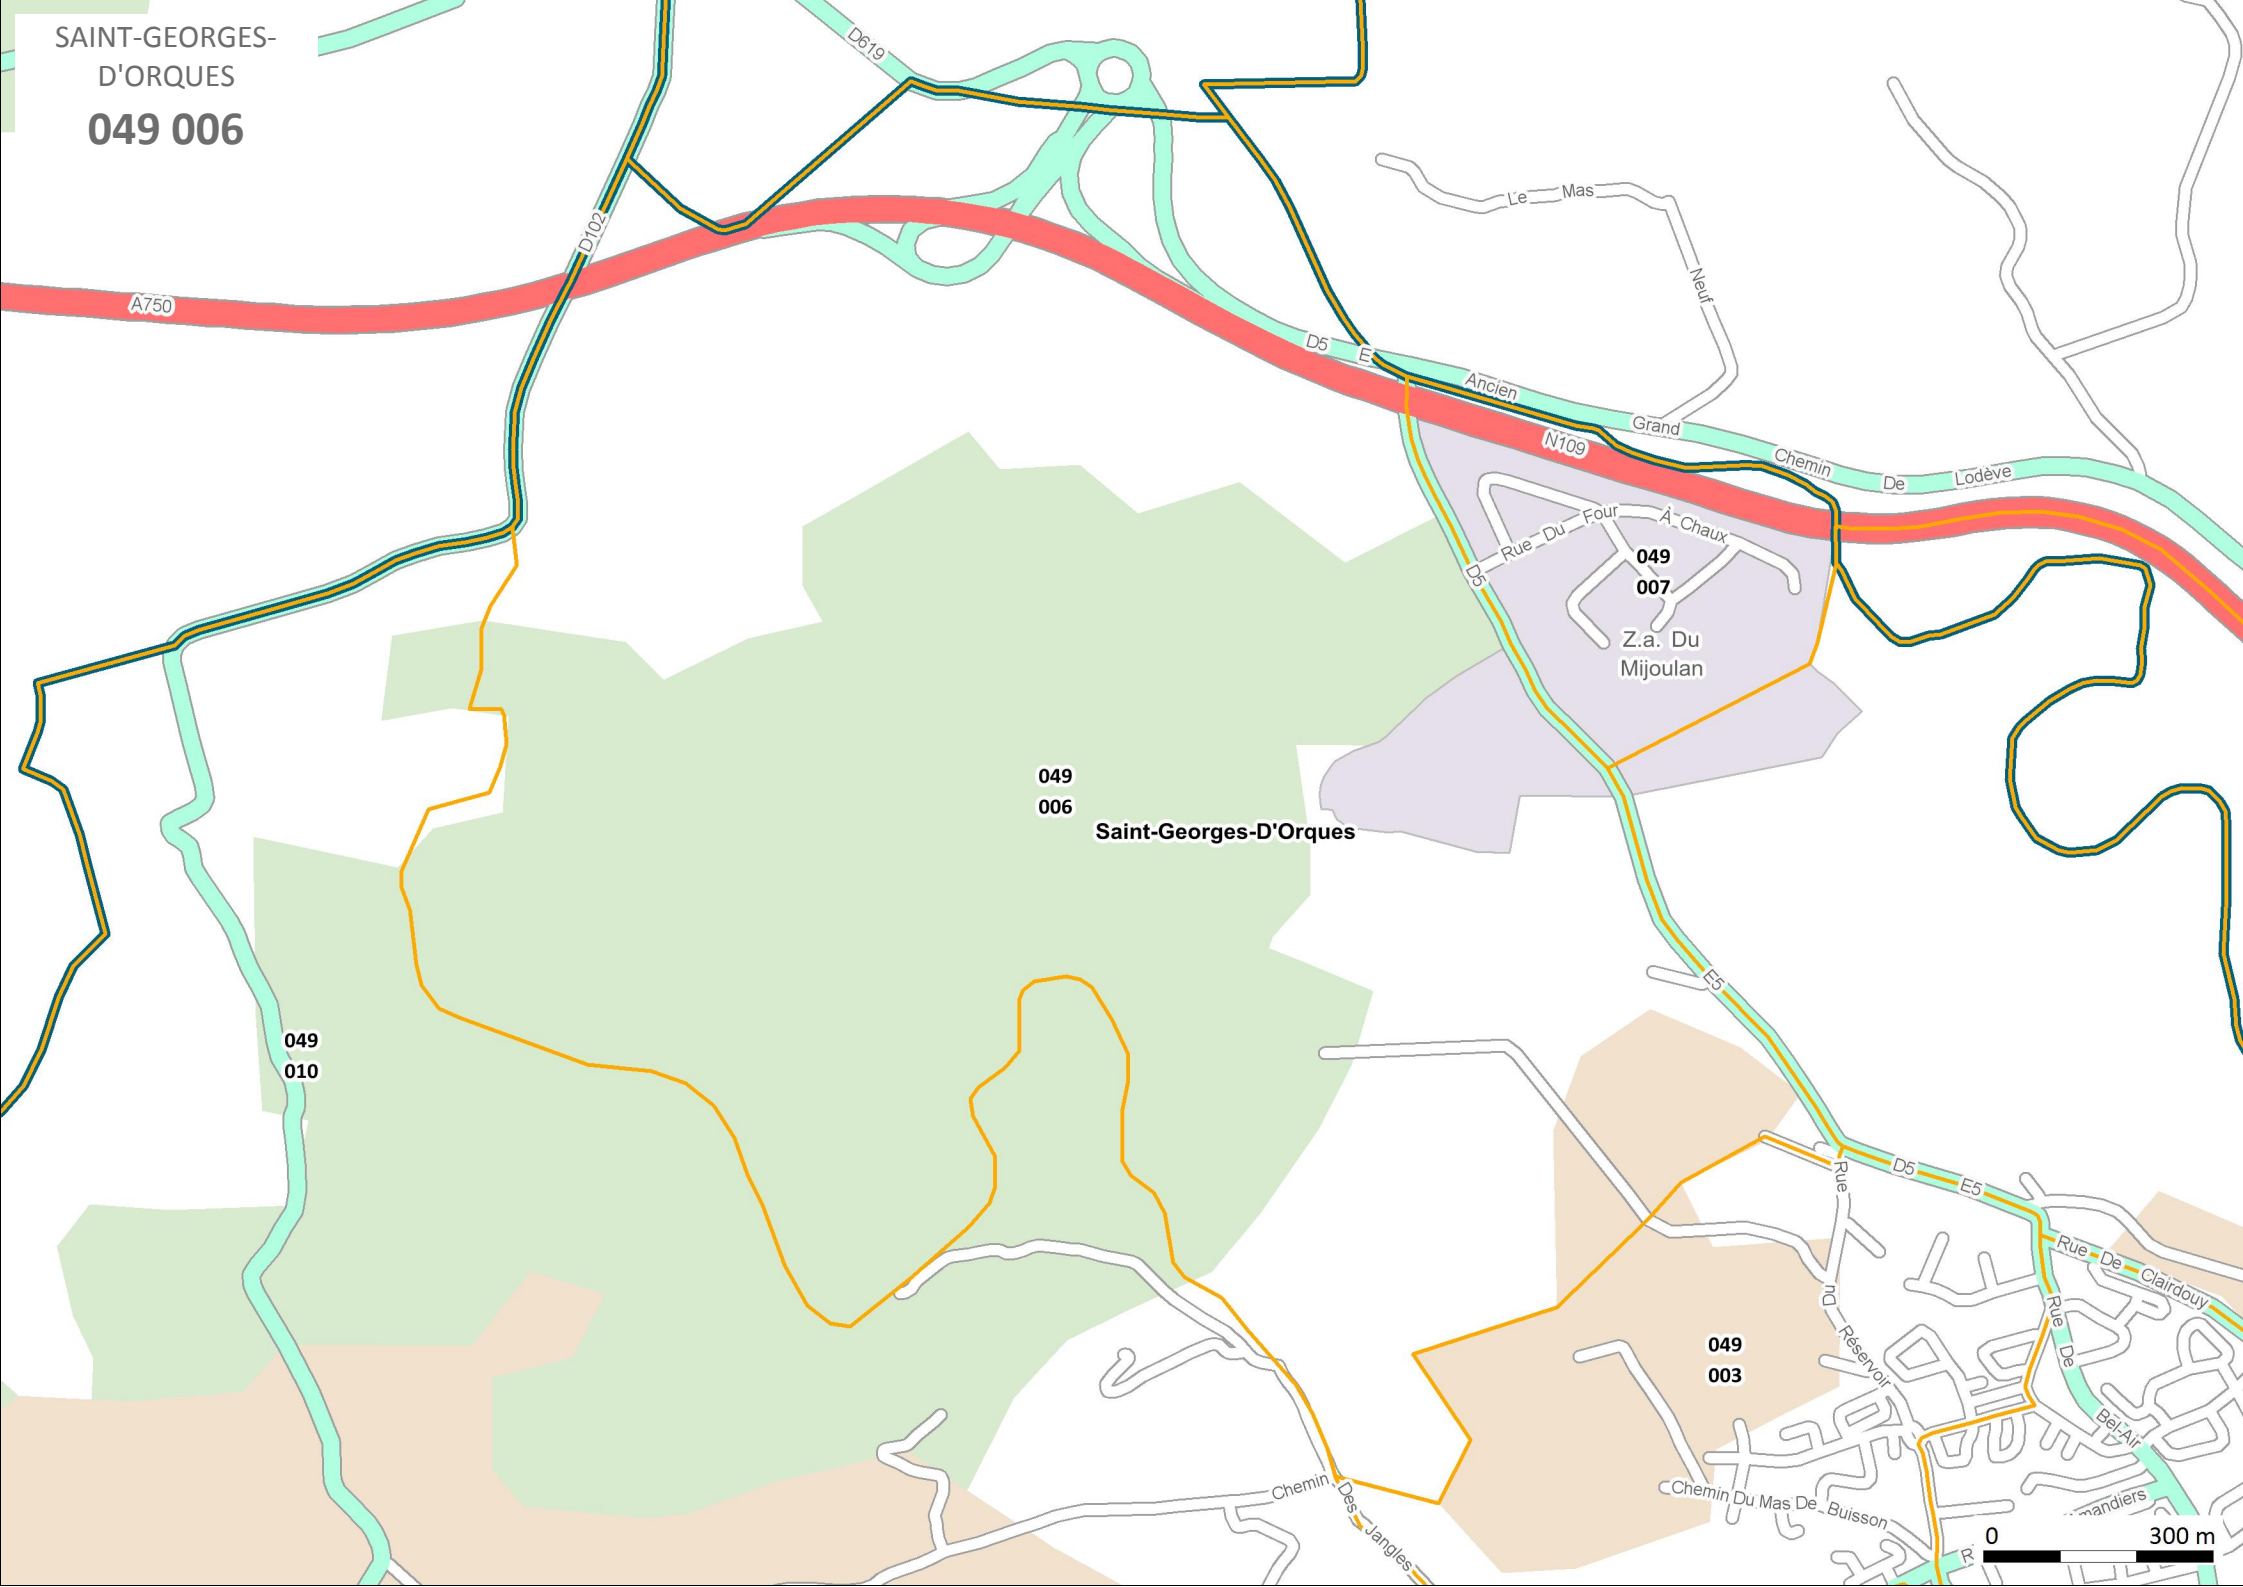 SAINT-GEORGES-
D'ORQUES
049 006
D619
D102
A750
Le Mas
Neuf
D5 E
Ancien
Grand
Chemin
De
Lodève
N109
Rue Du Four
À Chaux
D5
049
007
Z.a. Du
Mijoulan
049
006
Saint-Georges-D'Orques
E5
049
010
D5
E5
Rue
Du
Réservoir
Rue De Clairdouy
Rue De
Bel-Air
049
003
Chemin
Des
Jangles
Chemin Du Mas De Buisson
0 300 m